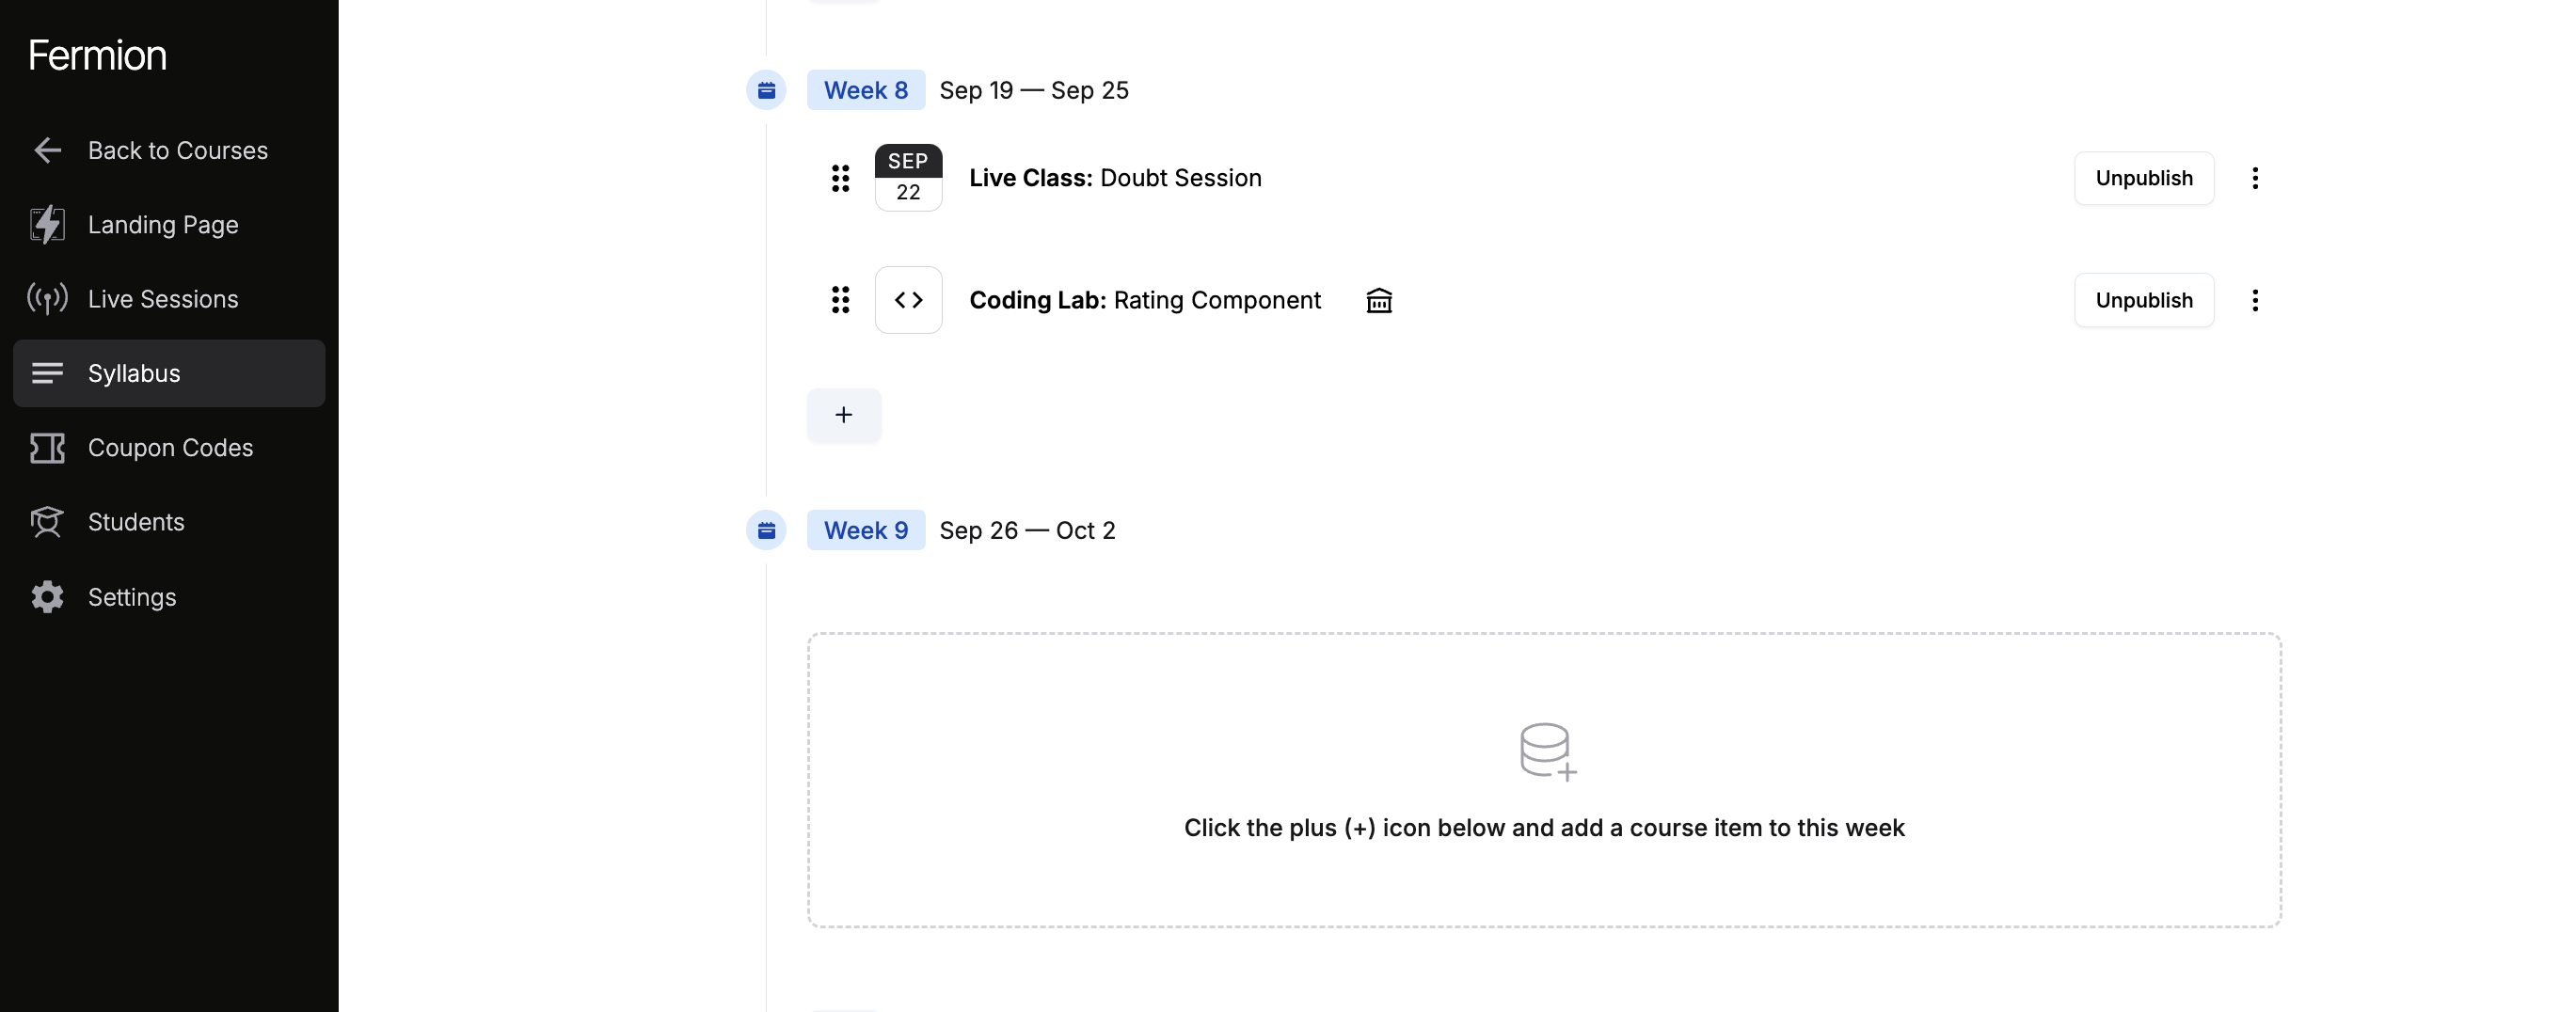 Fermion
Back to Courses
Landing Page
Live Sessions
Syllabus
Coupon Codes
Students
Settings
Week 8 Sep 19 — Sep 25
SEP
22
Live Class: Doubt Session
Unpublish
Coding Lab: Rating Component
Unpublish
+
Week 9 Sep 26 — Oct 2
Click the plus (+) icon below and add a course item to this week